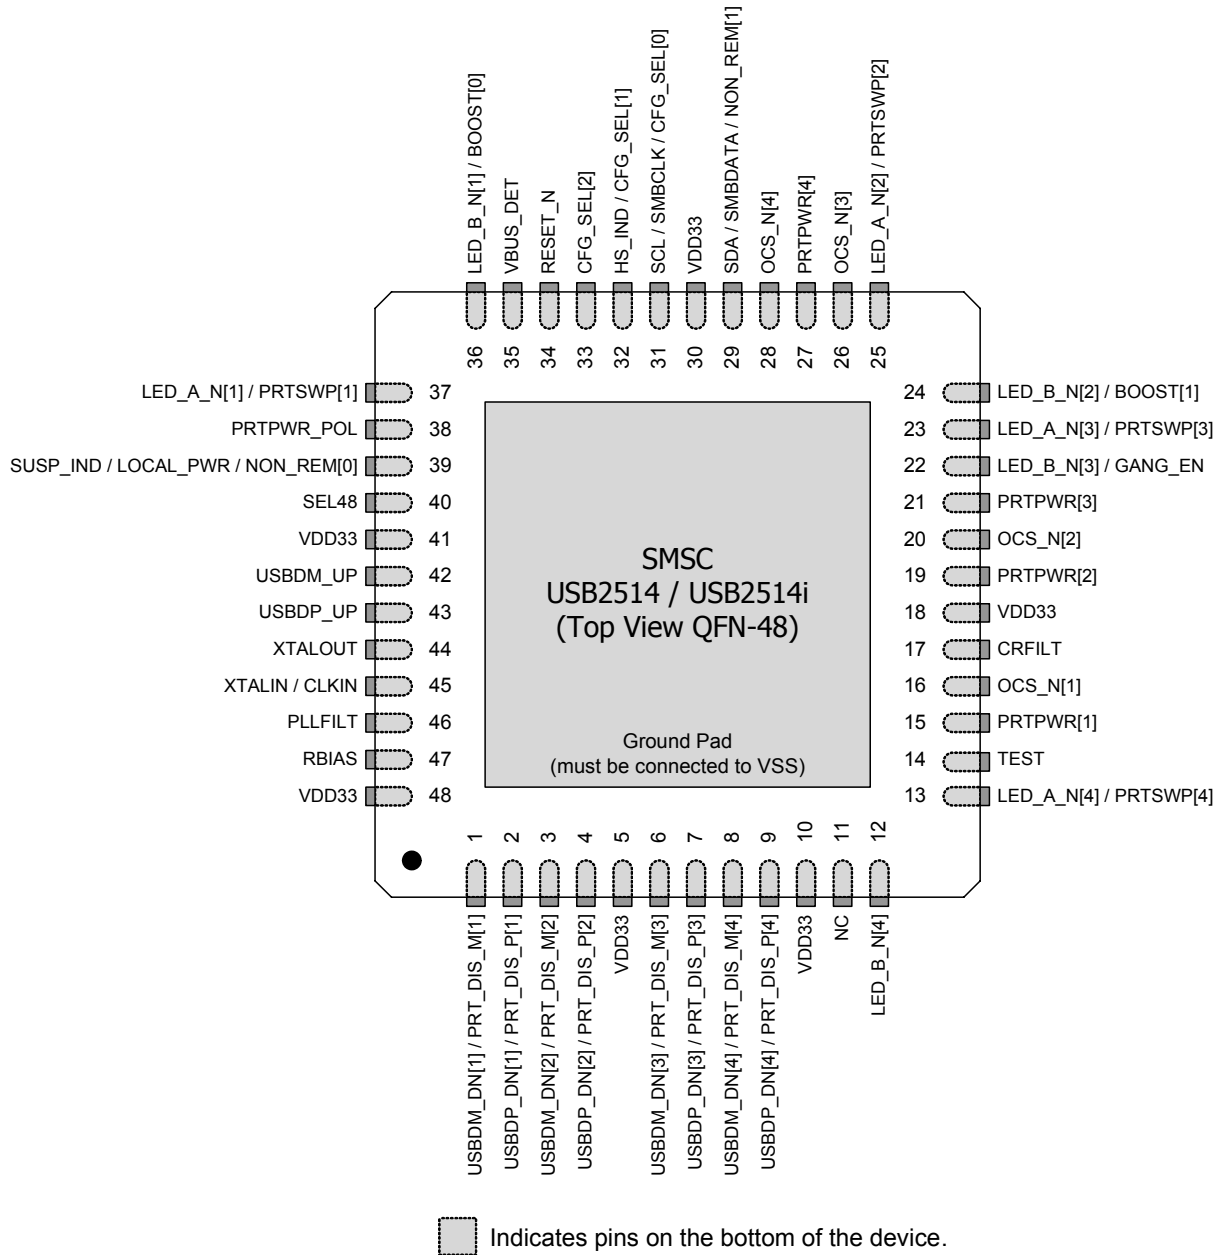 LED_B_N[1] / BOOST[0]
VBUS_DET
RESET_N
CFG_SEL[2]
HS_IND / CFG_SEL[1]
SCL / SMBCLK / CFG_SEL[0]
VDD33
SDA / SMBDATA / NON_REM[1]
OCS_N[4]
PRTPWR[4]
OCS_N[3]
LED_A_N[2] / PRTSWP[2]
36
35
34
33
32
31
30
29
28
27
26
25
LED_A_N[1] / PRTSWP[1] 37
PRTPWR_POL 38
SUSP_IND / LOCAL_PWR / NON_REM[0] 39
SEL48 40
VDD33 41
USBDM_UP 42
USBDP_UP 43
XTALOUT 44
XTALIN / CLKIN 45
PLLFILT 46
RBIAS 47
VDD33 48
SMSC
USB2514 / USB2514i
(Top View QFN-48)
Ground Pad
(must be connected to VSS)
24 LED_B_N[2] / BOOST[1]
23 LED_A_N[3] / PRTSWP[3]
22 LED_B_N[3] / GANG_EN
21 PRTPWR[3]
20 OCS_N[2]
19 PRTPWR[2]
18 VDD33
17 CRFILT
16 OCS_N[1]
15 PRTPWR[1]
14 TEST
13 LED_A_N[4] / PRTSWP[4]
1
2
3
4
5
6
7
8
9
10
11
12
USBDM_DN[1] / PRT_DIS_M[1]
USBDP_DN[1] / PRT_DIS_P[1]
USBDM_DN[2] / PRT_DIS_M[2]
USBDP_DN[2] / PRT_DIS_P[2]
VDD33
USBDM_DN[3] / PRT_DIS_M[3]
USBDP_DN[3] / PRT_DIS_P[3]
USBDM_DN[4] / PRT_DIS_M[4]
USBDP_DN[4] / PRT_DIS_P[4]
VDD33
NC
LED_B_N[4]
Indicates pins on the bottom of the device.